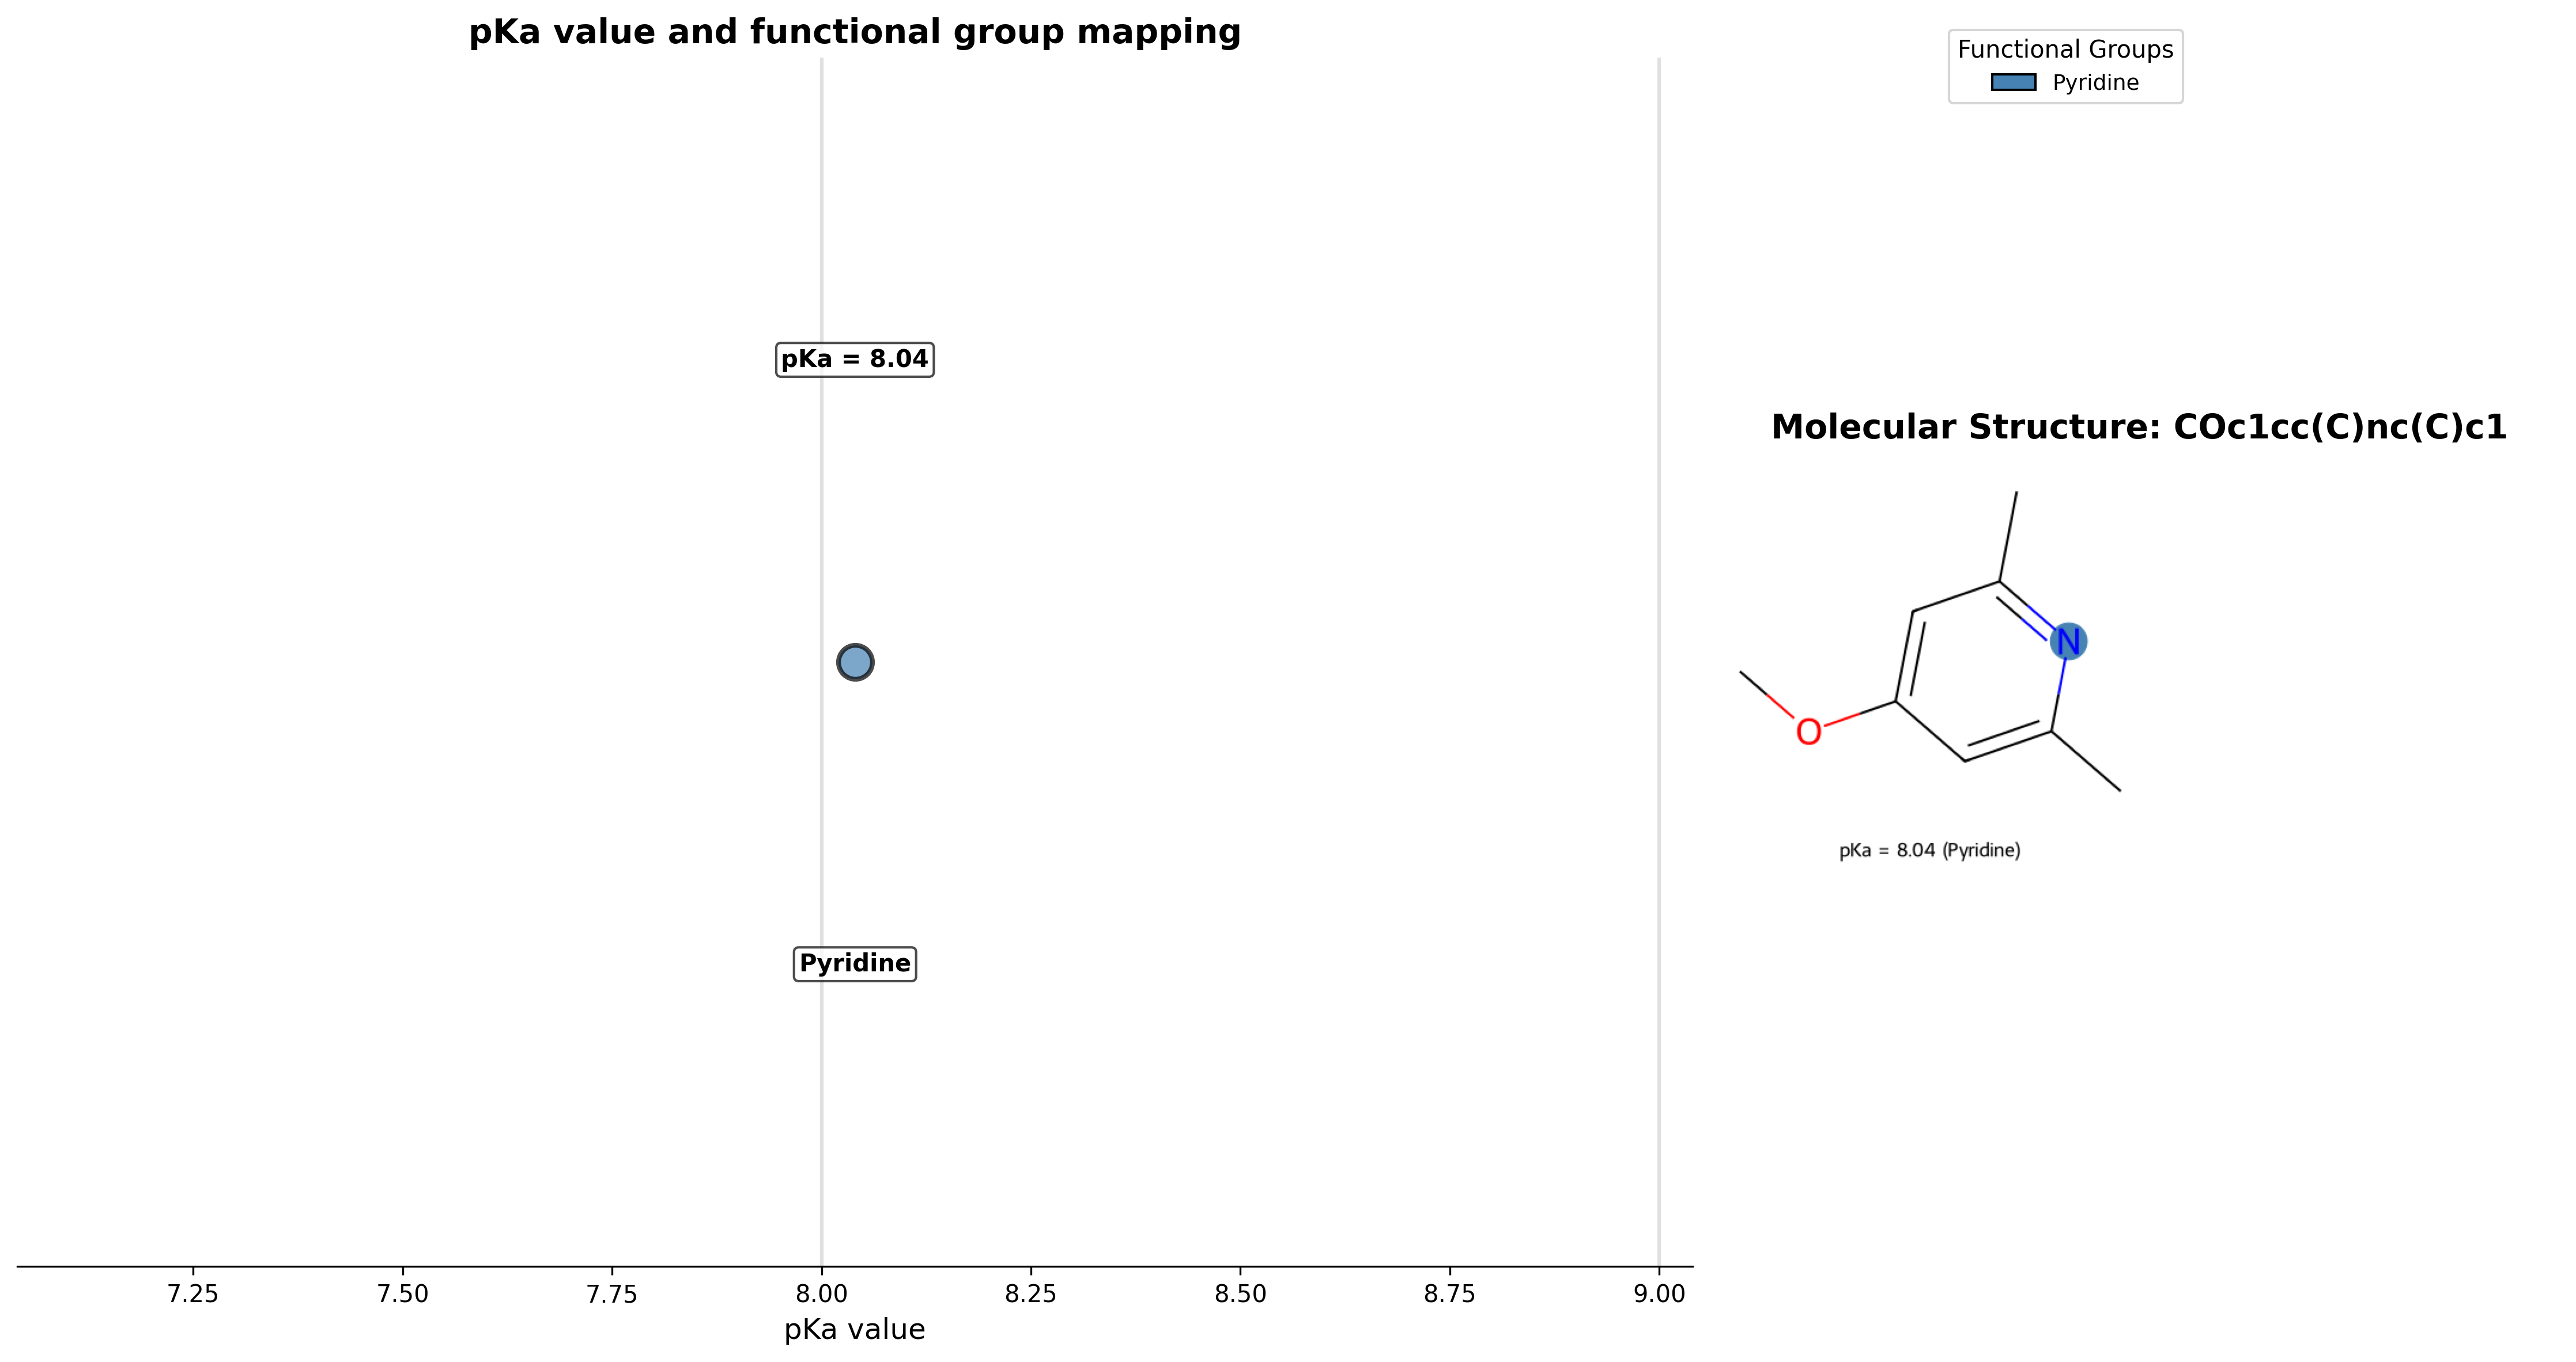 pKa value and functional group mapping
pKa = 8.04
Pyridine
7.25 7.50 7.75 8.00 8.25 8.50 8.75 9.00
pKa value
Functional Groups
Pyridine
Molecular Structure: COc1cc(C)nc(C)c1
N
O
pKa = 8.04 (Pyridine)